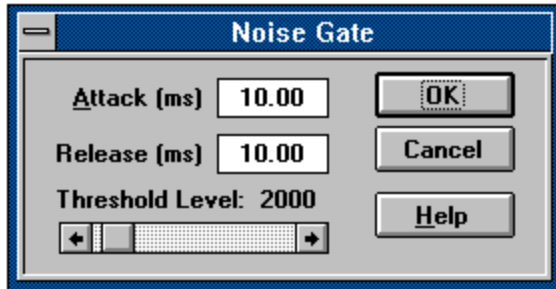 Noise Gate
Attack (ms) 10.00 OK
Release (ms) 10.00 Cancel
Threshold Level: 2000
Help